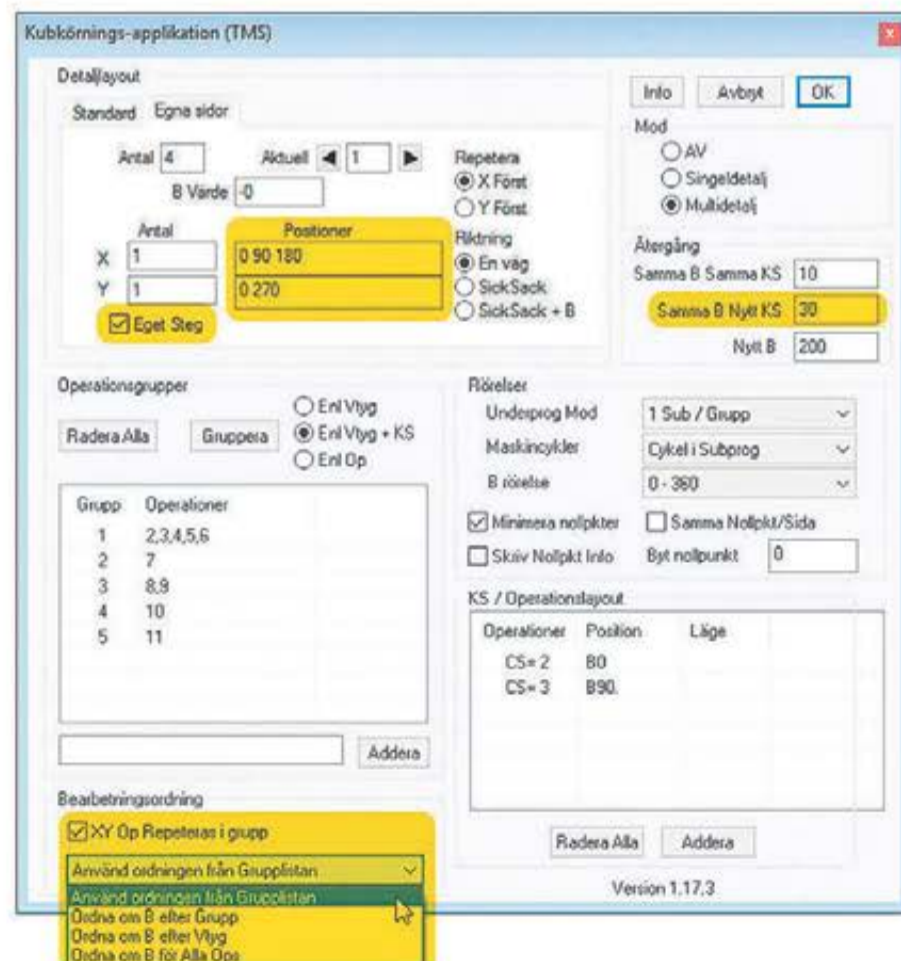 Kubkörnings-applikation (TMS)
x
Detaljlayout
Standard Egna sidor
Antal 4 Aktuell 1
B Värde -0
Antal Positioner
X 1 0 90 180
Y 1 0 270
Eget Steg
Repetera
X Först
Y Först
Riktning
En väg
SickSack
SickSack + B
Info Avbryt OK
Mod
AV
Singeldetalj
Multidetalj
Återgång
Samma B Samma KS 10
Samma B Nytt KS 30
Nytt B 200
Operationsgrupper
Radera Alla Gruppera
Enl Vtyg
Enl Vtyg + KS
Enl Op
Grupp Operationer
1 2,3,4,5,6
2 7
3 8,9
4 10
5 11
Addera
Rörelser
Underprog Mod 1 Sub / Grupp
Maskincykler Cykel i Subprog
B rörelse 0 - 360
Minimera nollpkter Samma Nollpkt/Sida
Skriv Nollpkt Info Byt nollpunkt 0
KS / Operationslayout
Operationer Position Läge
CS= 2 B0
CS= 3 B90.
Radera Alla Addera
Version 1,17,3
Bearbetningsordning
XY Op Repeteras i grupp
Använd ordningen från Grupplistan
Använd ordningen från Grupplistan
Ordna om B efter Grupp
Ordna om B efter Vtyg
Ordna om B för Alla Ops